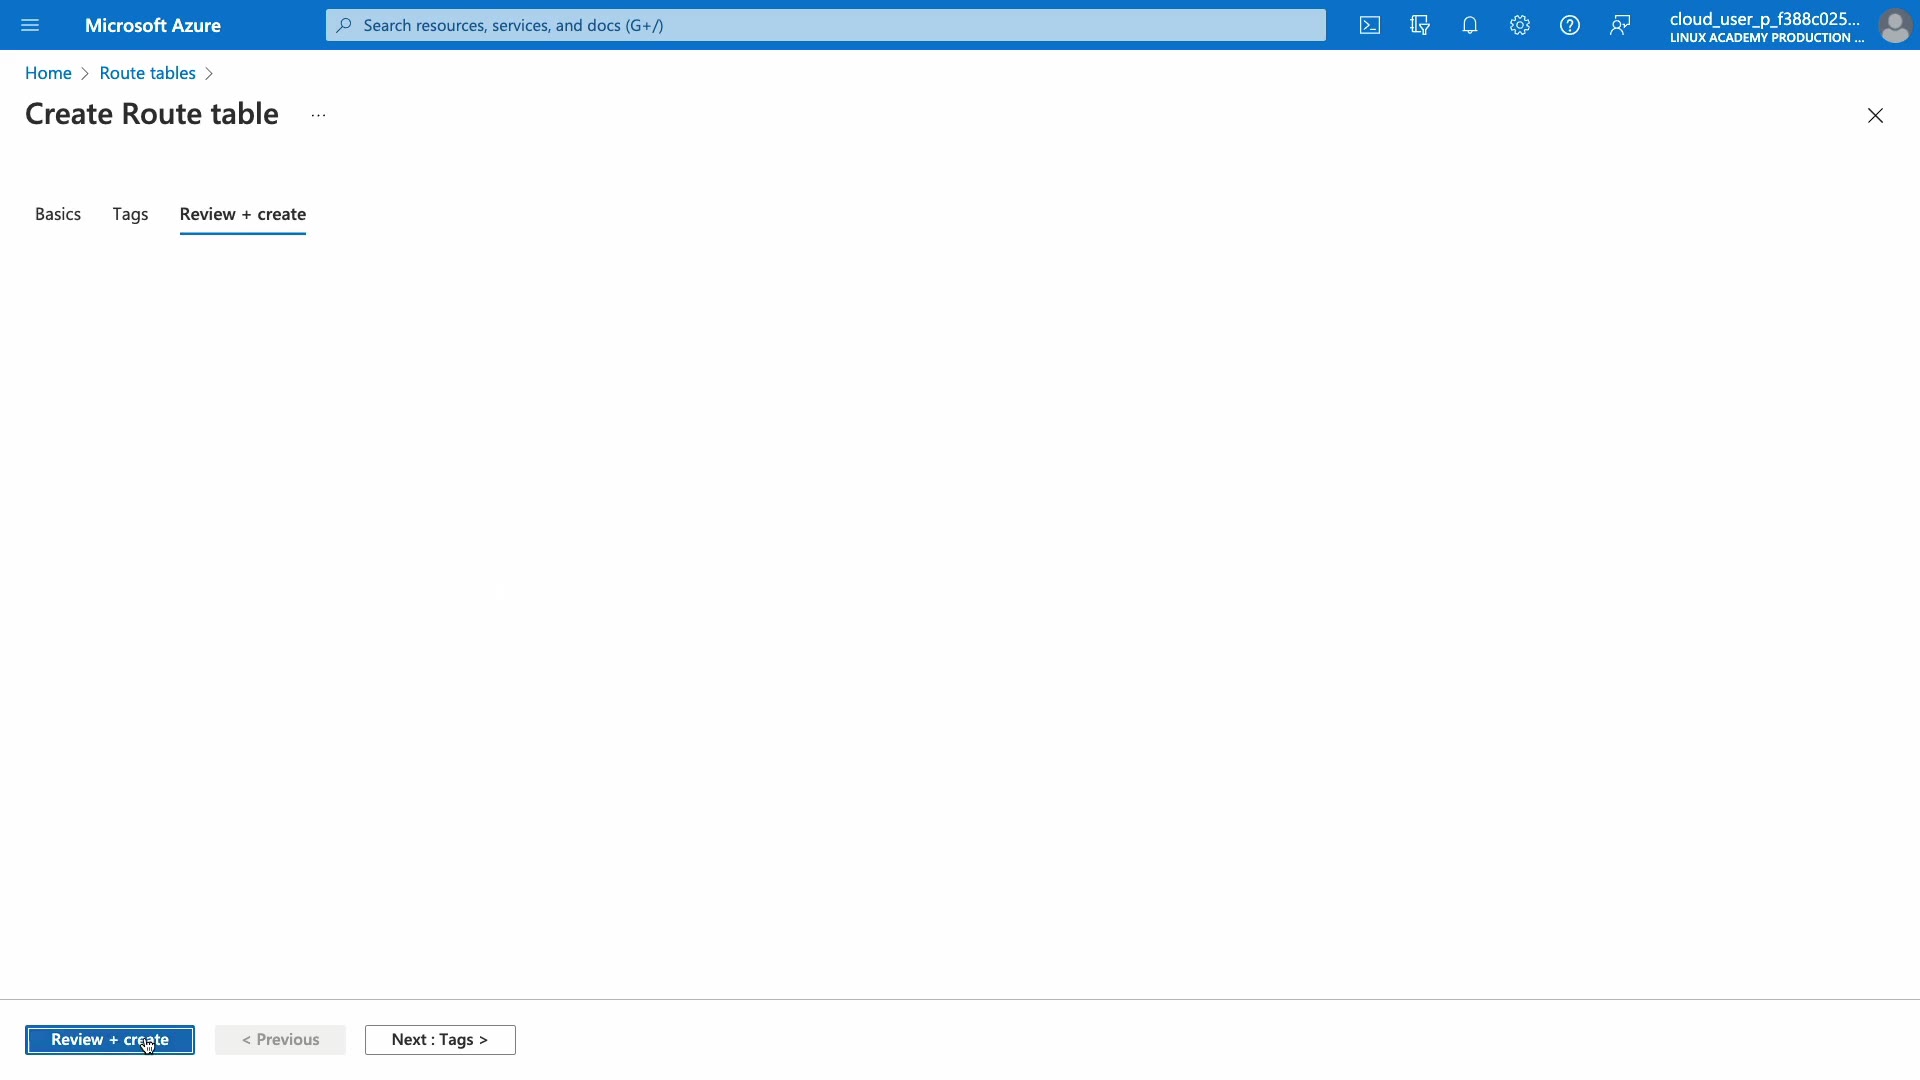 Microsoft Azure
Search resources, services, and docs (G+/)
cloud_user_p_f388c025...
LINUX ACADEMY PRODUCTION ...
Home > Route tables >
Create Route table ...
Basics Tags Review + create
Review + create < Previous Next : Tags >